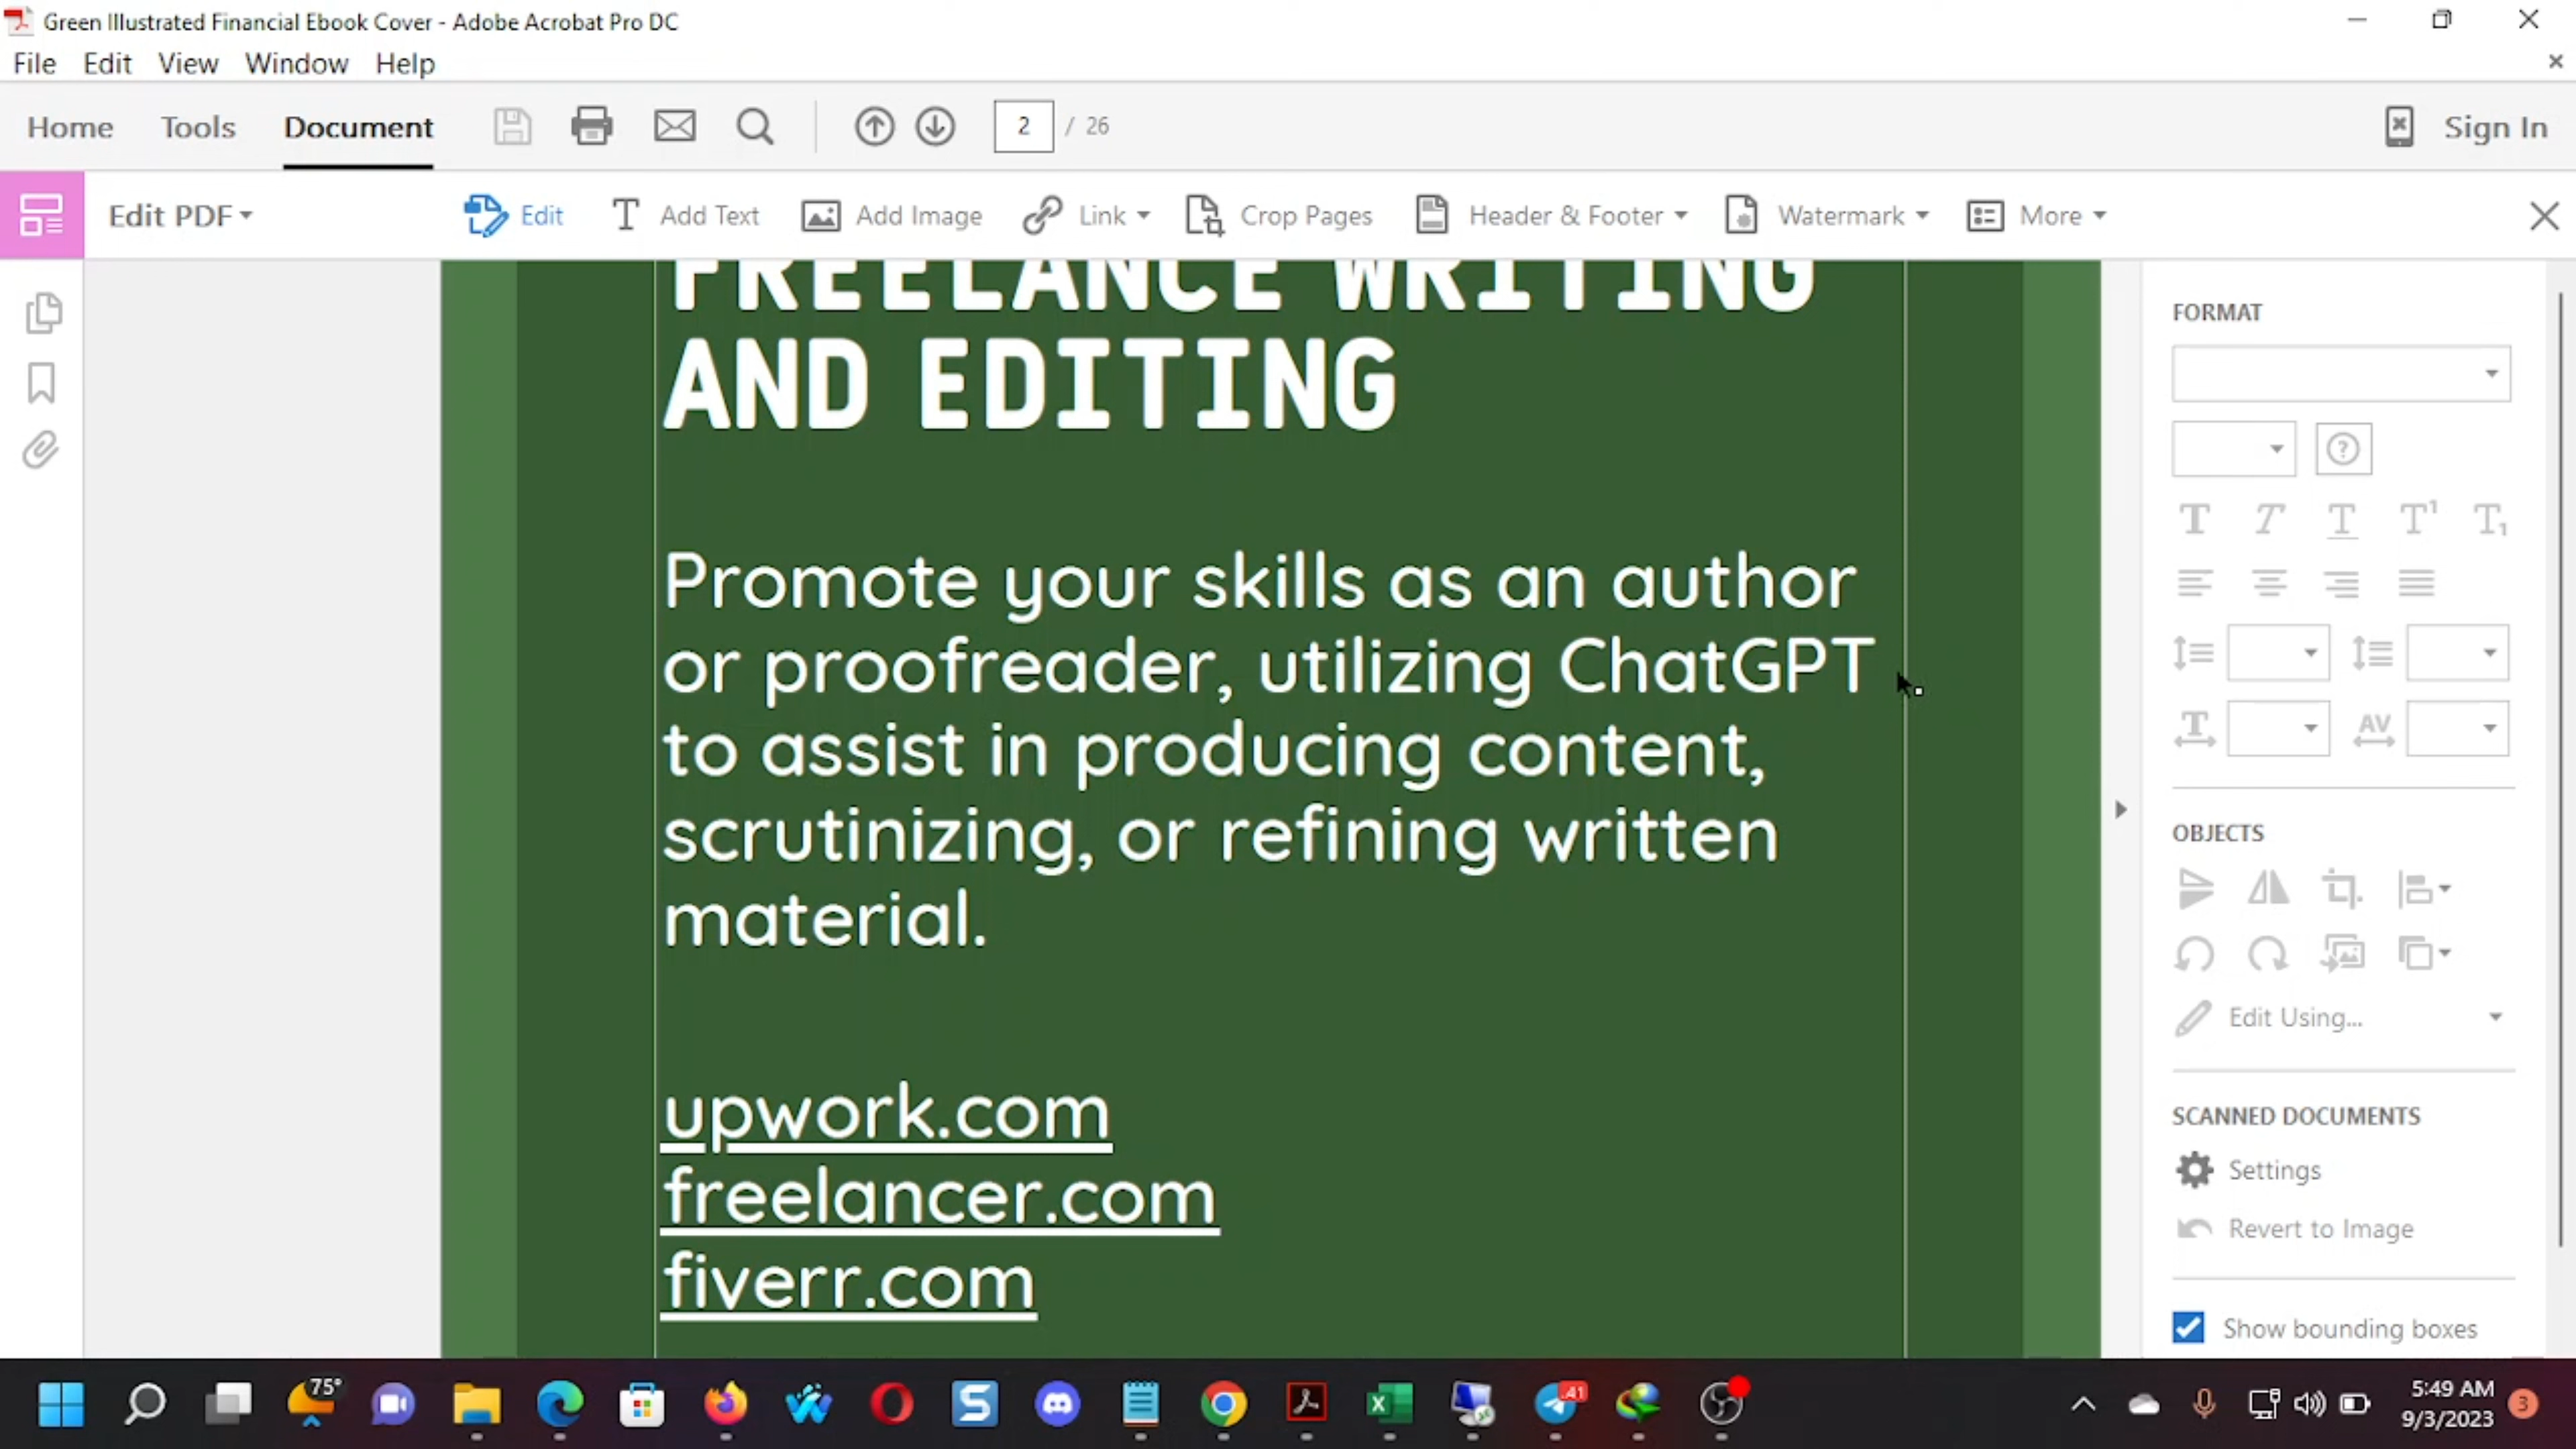 Green Illustrated Financial Ebook Cover - Adobe Acrobat Pro DC
File Edit View Window Help
Home Tools Document 2 / 26 Sign In
Edit PDF Edit Add Text Add Image Link Crop Pages Header & Footer Watermark More
FREELANCE WRITING
AND EDITING
Promote your skills as an author
or proofreader, utilizing ChatGPT
to assist in producing content,
scrutinizing, or refining written
material.
upwork.com
freelancer.com
fiverr.com
FORMAT
OBJECTS
Edit Using...
SCANNED DOCUMENTS
Settings
Revert to Image
Show bounding boxes
75°
41
5:49 AM
9/3/2023
3